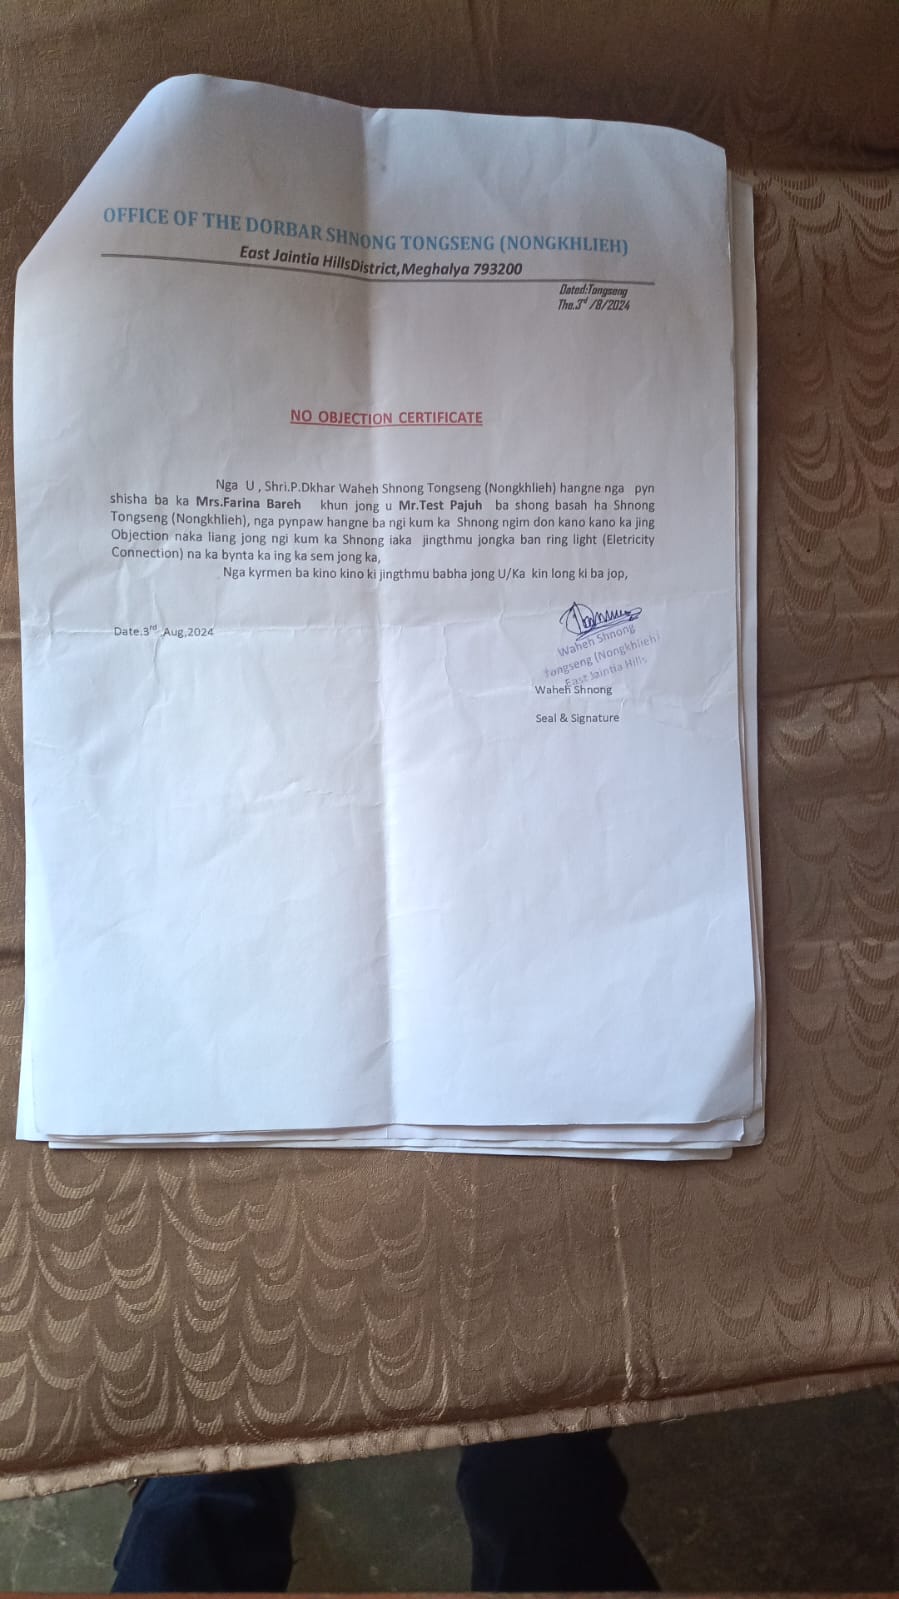 OFFICE OF THE DORBAR SHNONG TONGSENG (NONGKHLIEH)
East Jaintia HillsDistrict,Meghalya 793200
Dated:Tongseng
The.3rd /8/2024
NO OBJECTION CERTIFICATE
Nga U , Shri.P.Dkhar Waheh Shnong Tongseng (Nongkhlieh) hangne nga pyn
shisha ba ka Mrs.Farina Bareh khun jong u Mr.Test Pajuh ba shong basah ha Shnong
Tongseng (Nongkhlieh), nga pynpaw hangne ba ngi kum ka Shnong ngim don kano kano ka jing
Objection naka liang jong ngi kum ka Shnong iaka jingthmu jongka ban ring light (Eletricity
Connection) na ka bynta ka ing ka sem jong ka,
Nga kyrmen ba kino kino ki jingthmu babha jong U/Ka kin long ki ba jop,
Date.3rd .Aug,2024
Waheh Shnong
Tongseng (Nongkhlieh)
East Jaintia Hills
Waheh Shnong
Seal & Signature